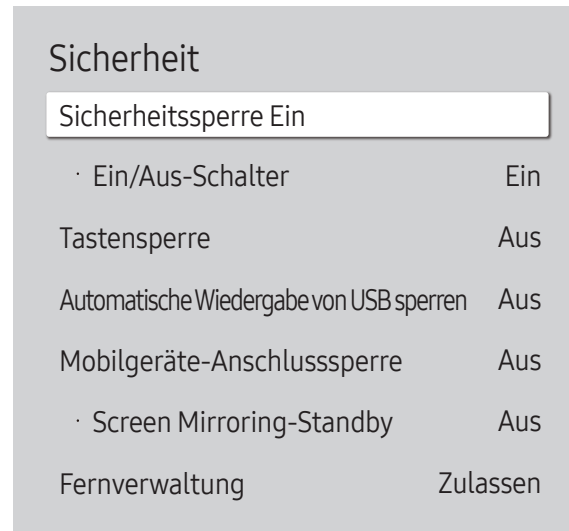 Sicherheit
Sicherheitssperre Ein
· Ein/Aus-Schalter Ein
Tastensperre Aus
Automatische Wiedergabe von USB sperren Aus
Mobilgeräte-Anschlusssperre Aus
· Screen Mirroring-Standby Aus
Fernverwaltung Zulassen